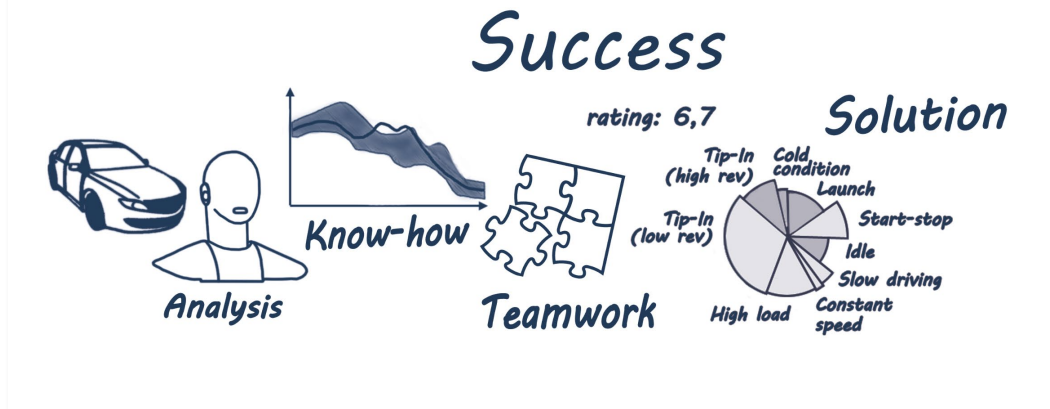 Success
rating: 6,7
Solution
Tip-In
(high rev)
Cold
condition
Launch
Tip-In
(low rev)
Start-stop
Know-how
Idle
Slow driving
Analysis
Teamwork
High load
Constant
speed